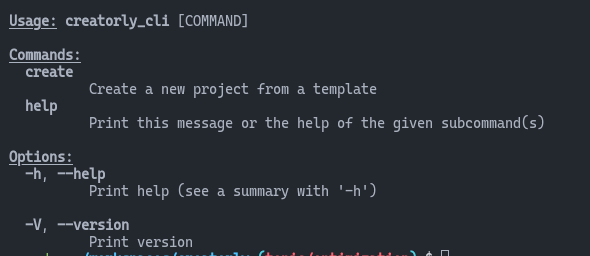 Usage: creatorly_cli [COMMAND]
Commands:
create
Create a new project from a template
help
Print this message or the help of the given subcommand(s)
Options:
-h, --help
Print help (see a summary with '-h')
-V, --version
Print version
$